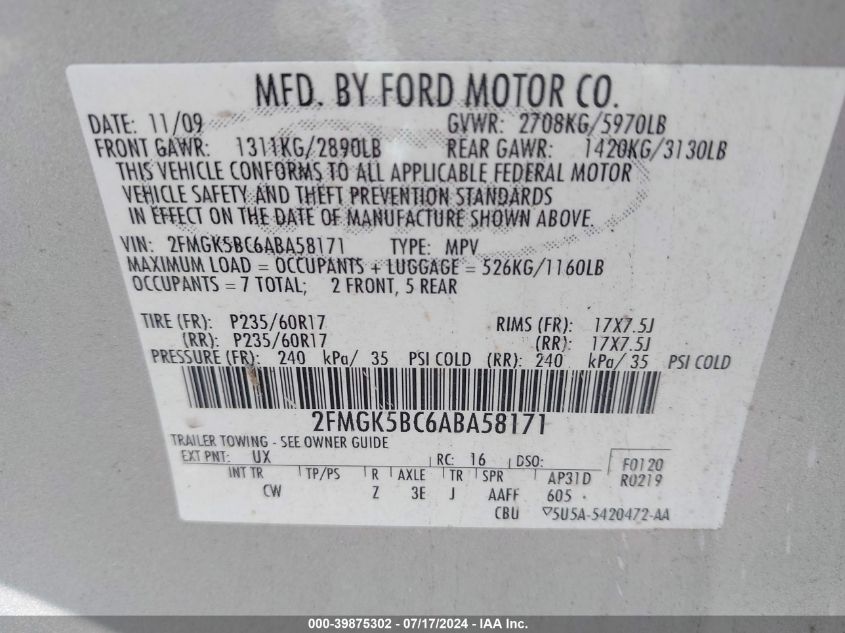 MFD. BY FORD MOTOR CO.
DATE: 11/09 GVWR: 2708KG/5970LB
FRONT GAWR: 1311KG/2890LB REAR GAWR: 1420KG/3130LB
THIS VEHICLE CONFORMS TO ALL APPLICABLE FEDERAL MOTOR
VEHICLE SAFETY AND THEFT PREVENTION STANDARDS
IN EFFECT ON THE DATE OF MANUFACTURE SHOWN ABOVE.
VIN: 2FMGK5BC6ABA58171 TYPE: MPV
MAXIMUM LOAD = OCCUPANTS + LUGGAGE = 526KG/1160LB
OCCUPANTS = 7 TOTAL; 2 FRONT, 5 REAR
TIRE (FR): P235/60R17 RIMS (FR): 17X7.5J
(RR): P235/60R17 (RR): 17X7.5J
PRESSURE (FR): 240 kPa/ 35 PSI COLD (RR): 240 kPa/ 35 PSI COLD
2FMGK5BC6ABA58171
TRAILER TOWING - SEE OWNER GUIDE
EXT PNT: UX RC: 16 DSO: F0120
INT TR TP/PS R AXLE TR SPR AP31D R0219
CW Z 3E J AAFF 605
CBU ▽5U5A-5420472-AA
000-39875302 - 07/17/2024 - IAA Inc.